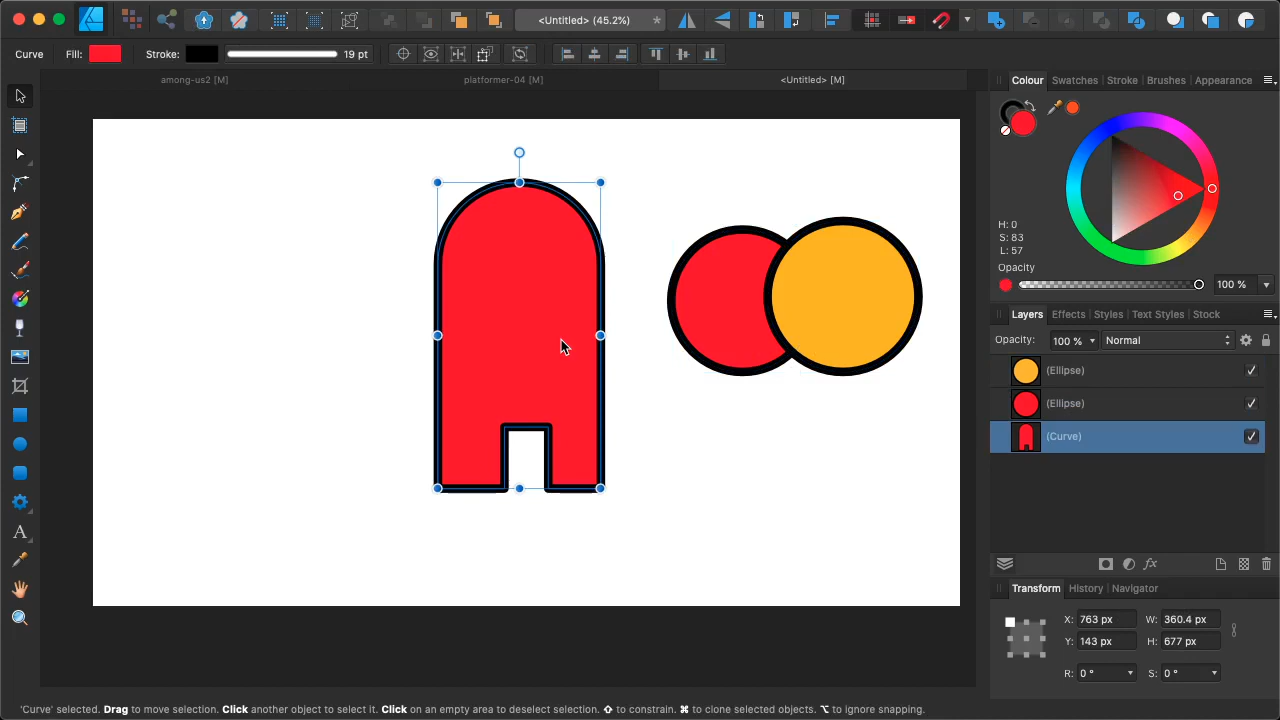 <Untitled> (45.2%) *
Curve Fill: Stroke: 19 pt
among-us2 [M] platformer-04 [M] <Untitled> [M]
Colour Swatches Stroke Brushes Appearance
H: 0
S: 83
L: 57
Opacity
100 %
Layers Effects Styles Text Styles Stock
Opacity: 100 % Normal
(Ellipse)
(Ellipse)
(Curve)
fx
Transform History Navigator
X: 763 px W: 360.4 px
Y: 143 px H: 677 px
R: 0 ° S: 0 °
A
'Curve' selected. Drag to move selection. Click another object to select it. Click on an empty area to deselect selection. ⇧ to constrain. ⌘ to clone selected objects. ⌥ to ignore snapping.